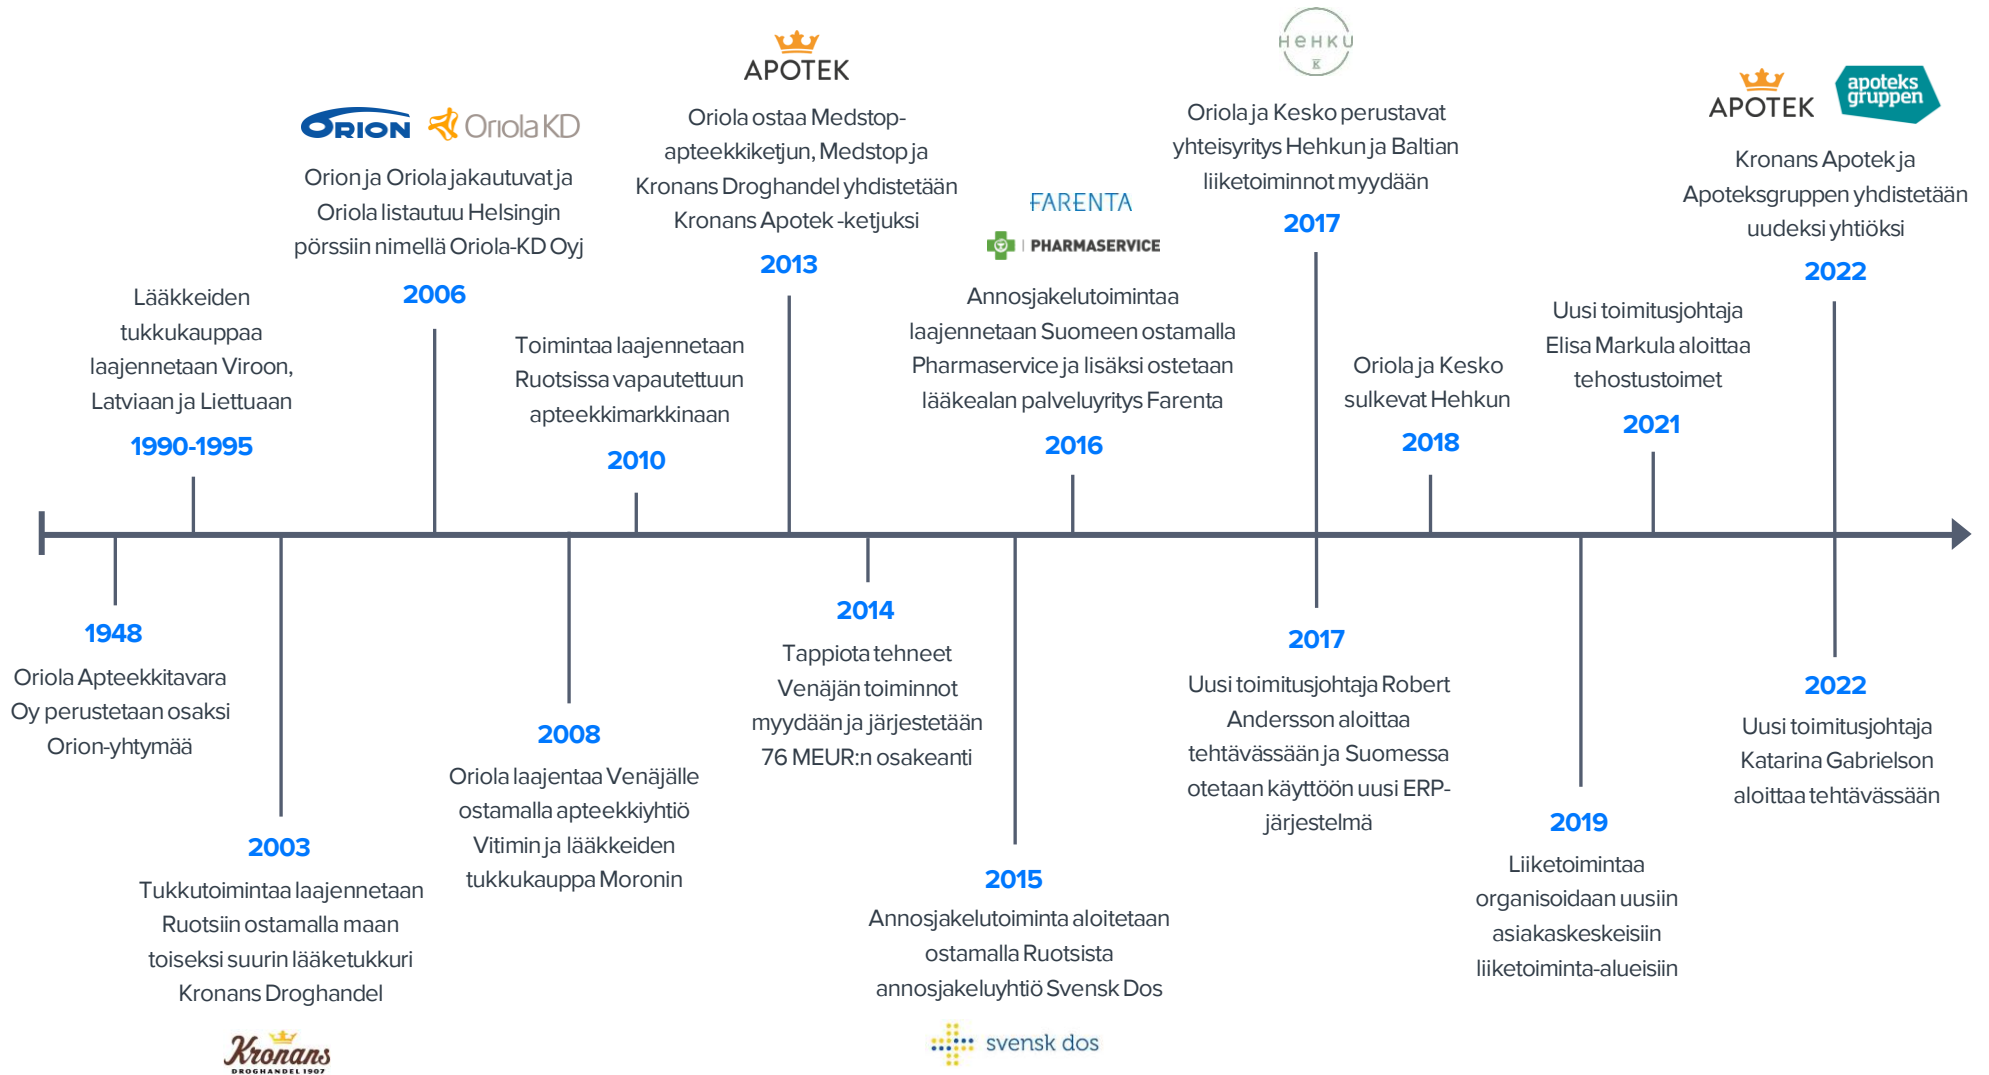 Lääkkeiden
tukkukauppaa
laajennetaan Viroon,
Latviaan ja Liettuaan
1990-1995
ORION
Oriola KD
Orion ja Oriola jakautuvat ja
Oriola listautuu Helsingin
pörssiin nimellä Oriola-KD Oyj
2006
Toimintaa laajennetaan
Ruotsissa vapautettuun
apteekkimarkkinaan
2010
APOTEK
Oriola ostaa Medstop-
apteekkiketjun, Medstop ja
Kronans Droghandel yhdistetään
Kronans Apotek -ketjuksi
2013
FARENTA
PHARMASERVICE
Annosjakelutoimintaa
laajennetaan Suomeen ostamalla
Pharmaservice ja lisäksi ostetaan
lääkealan palveluyritys Farenta
2016
HEHKU
K
Oriola ja Kesko perustavat
yhteisyritys Hehkun ja Baltian
liiketoiminnot myydään
2017
Oriola ja Kesko
sulkevat Hehkun
2018
Uusi toimitusjohtaja
Elisa Markula aloittaa
tehostustoimet
2021
APOTEK
apoteks
gruppen
Kronans Apotek ja
Apoteksgruppen yhdistetään
uudeksi yhtiöksi
2022
1948
Oriola Apteekkitavara
Oy perustetaan osaksi
Orion-yhtymää
2003
Tukkutoimintaa laajennetaan
Ruotsiin ostamalla maan
toiseksi suurin lääketukkuri
Kronans Droghandel
Kronans
DROGHANDEL 1907
2008
Oriola laajentaa Venäjälle
ostamalla apteekkiyhtiö
Vitimin ja lääkkeiden
tukkukauppa Moronin
2014
Tappiota tehneet
Venäjän toiminnot
myydään ja järjestetään
76 MEUR:n osakeanti
2015
Annosjakelutoiminta aloitetaan
ostamalla Ruotsista
annosjakeluyhtiö Svensk Dos
svensk dos
2017
Uusi toimitusjohtaja Robert
Andersson aloittaa
tehtävässään ja Suomessa
otetaan käyttöön uusi ERP-
järjestelmä
2019
Liiketoimintaa
organisoidaan uusiin
asiakaskeskeisiin
liiketoiminta-alueisiin
2022
Uusi toimitusjohtaja
Katarina Gabrielson
aloittaa tehtävässään